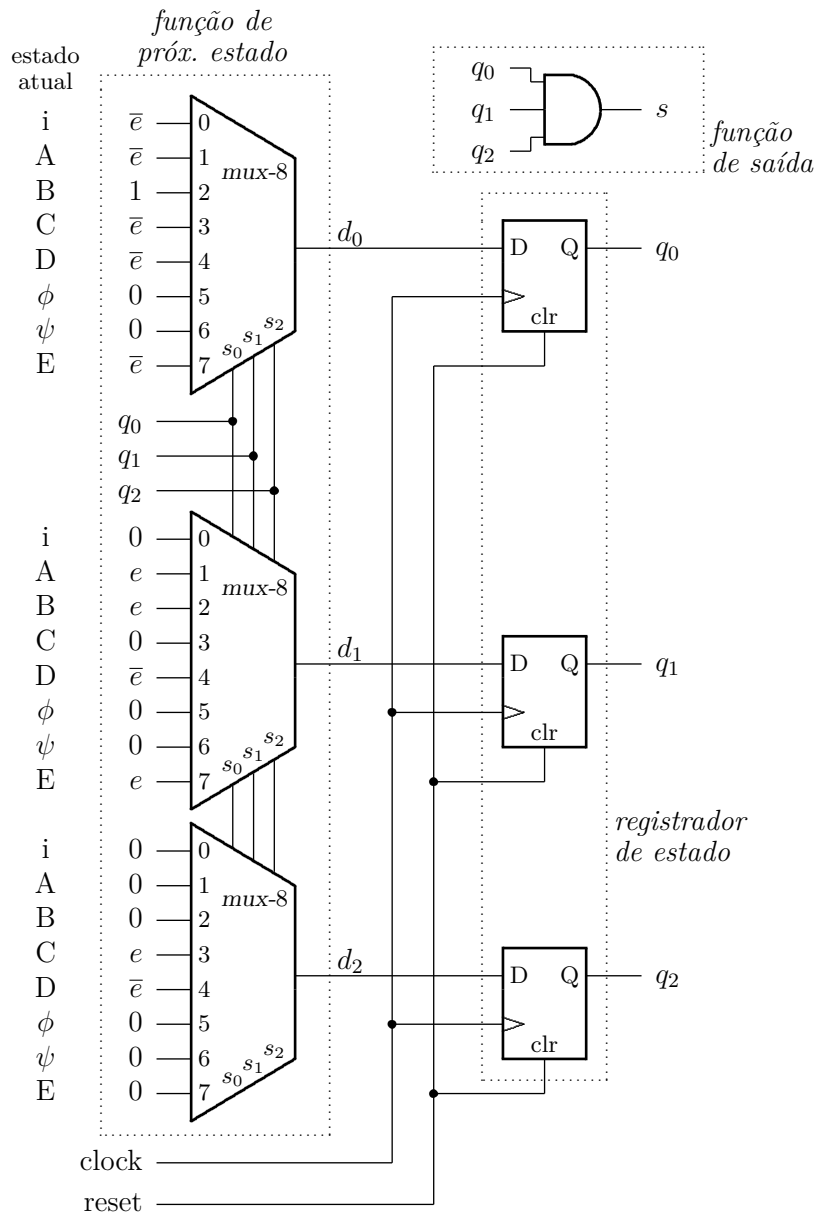 função de
próx. estado
estado
atual
i e̅ 0
A e̅ 1
B 1 2
C e̅ 3
D e̅ 4
ϕ 0 5
ψ 0 6
E e̅ 7
mux-8
s₀ s₁ s₂
d₀
q₀
q₁
q₂
s
função
de saída
D Q
clr
q₀
q₀
q₁
q₂
i 0 0
A e 1
B e 2
C 0 3
D e̅ 4
ϕ 0 5
ψ 0 6
E e 7
mux-8
s₀ s₁ s₂
d₁
D Q
clr
q₁
registrador
de estado
i 0 0
A 0 1
B 0 2
C e 3
D e̅ 4
ϕ 0 5
ψ 0 6
E 0 7
mux-8
s₀ s₁ s₂
d₂
D Q
clr
q₂
clock
reset